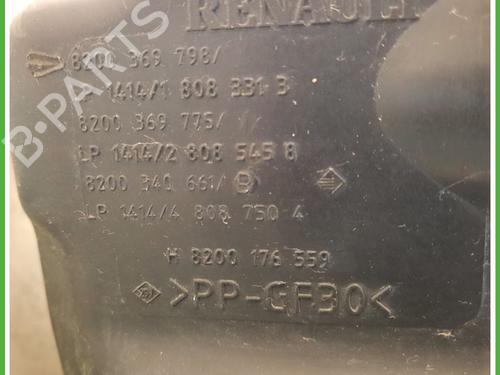 RENAULT
8200 369 798/
LP 1414/1 808 331 3
8200 369 775/
LP 1414/2 808 545 8
8200 340 661/ B
LP 1414/4 808 750 4
H 8200 176 559
>PP-GF30<
B-PARTS